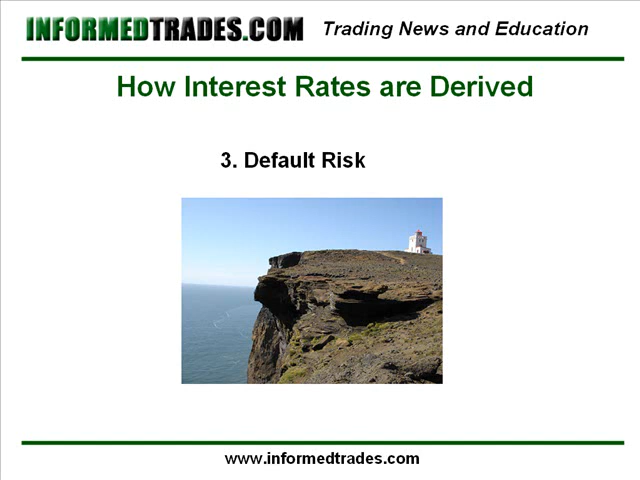 INFORMEDTRADES.COM Trading News and Education
How Interest Rates are Derived
3. Default Risk
www.informedtrades.com